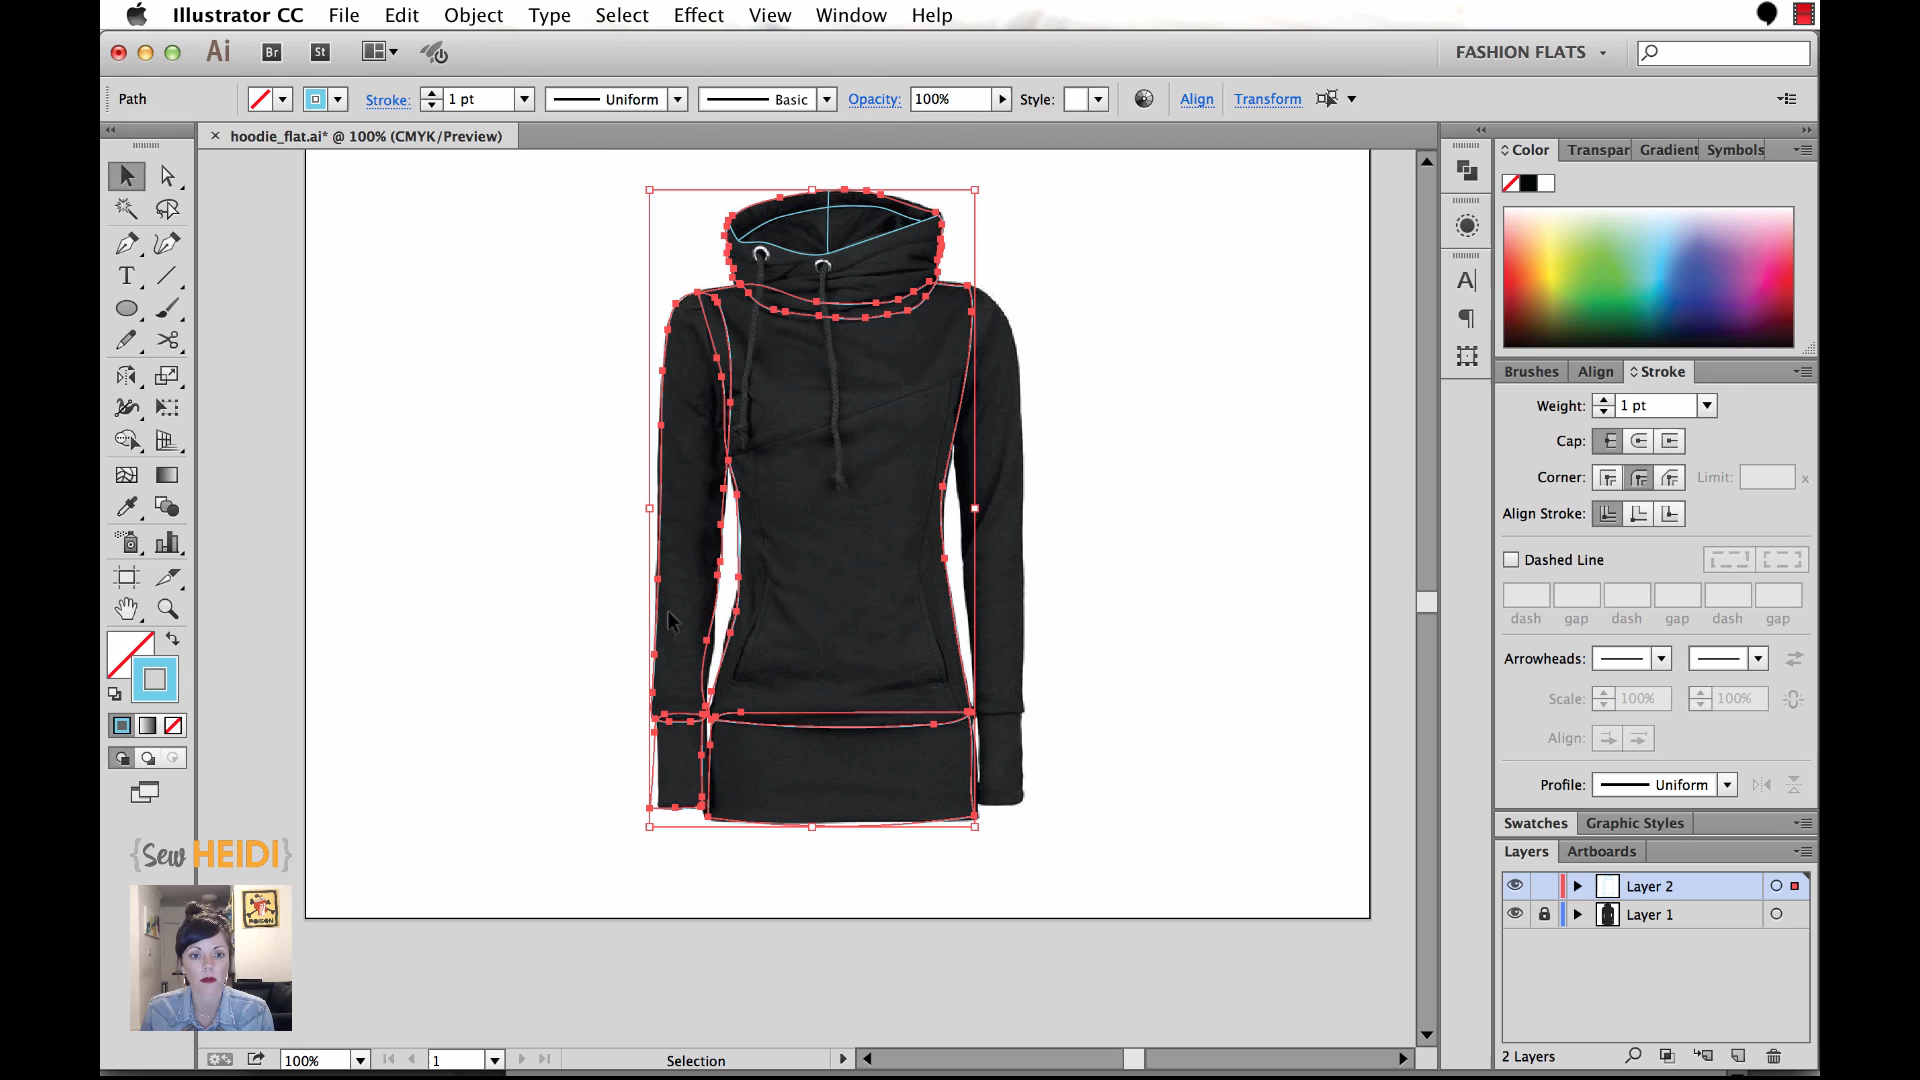 Illustrator CC File Edit Object Type Select Effect View Window Help
Ai Br St FASHION FLATS
Path Stroke: 1 pt Uniform Basic Opacity: 100% Style: Align Transform
× hoodie_flat.ai* @ 100% (CMYK/Preview)
Color Transpar Gradient Symbols
Brushes Align Stroke
Weight: 1 pt
Cap:
Corner: Limit: x
Align Stroke:
Dashed Line
dash gap dash gap dash gap
Arrowheads:
Scale: 100% 100%
Align:
Profile: Uniform
Swatches Graphic Styles
Layers Artboards
Layer 2
Layer 1
2 Layers
{Sew HEIDI}
POISON
100% 1 Selection